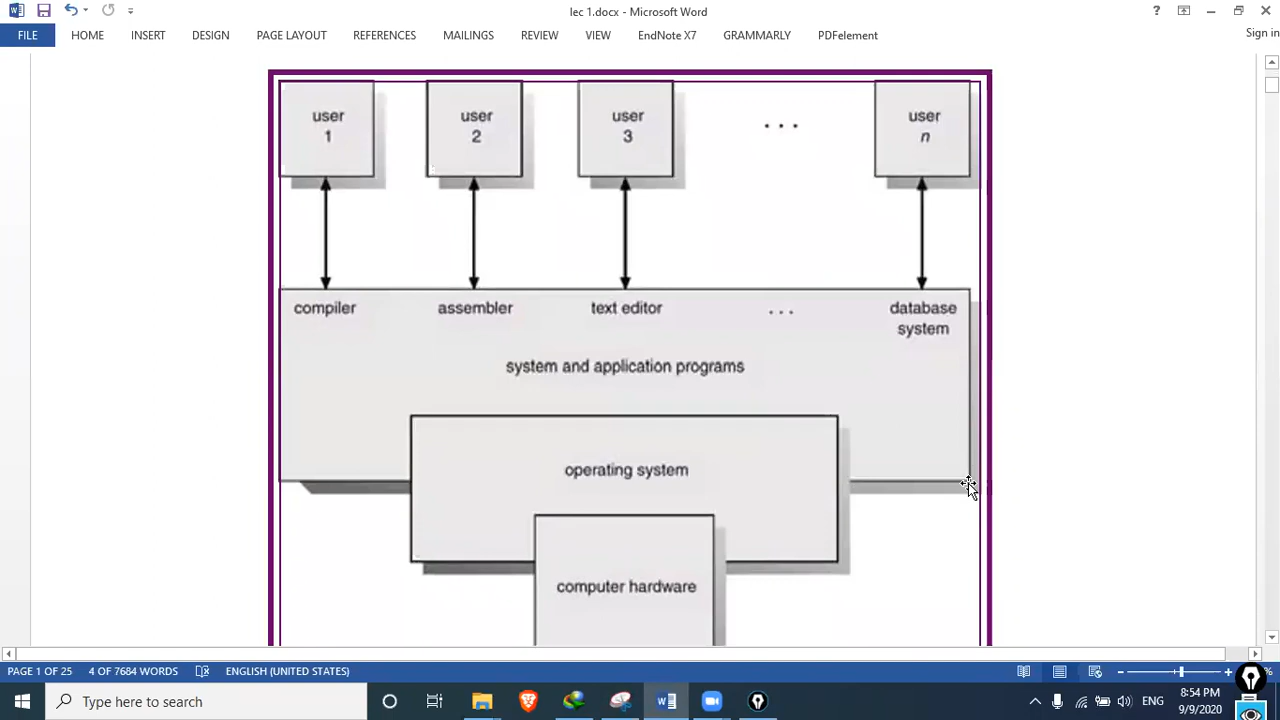 lec 1.docx - Microsoft Word
?
FILE HOME INSERT DESIGN PAGE LAYOUT REFERENCES MAILINGS REVIEW VIEW EndNote X7 GRAMMARLY PDFelement Sign in
user 1 user 2 user 3 . . . user n
compiler assembler text editor . . . database system
system and application programs
operating system
computer hardware
PAGE 1 OF 25 4 OF 7684 WORDS ENGLISH (UNITED STATES) %
Type here to search ENG 8:54 PM
9/9/2020